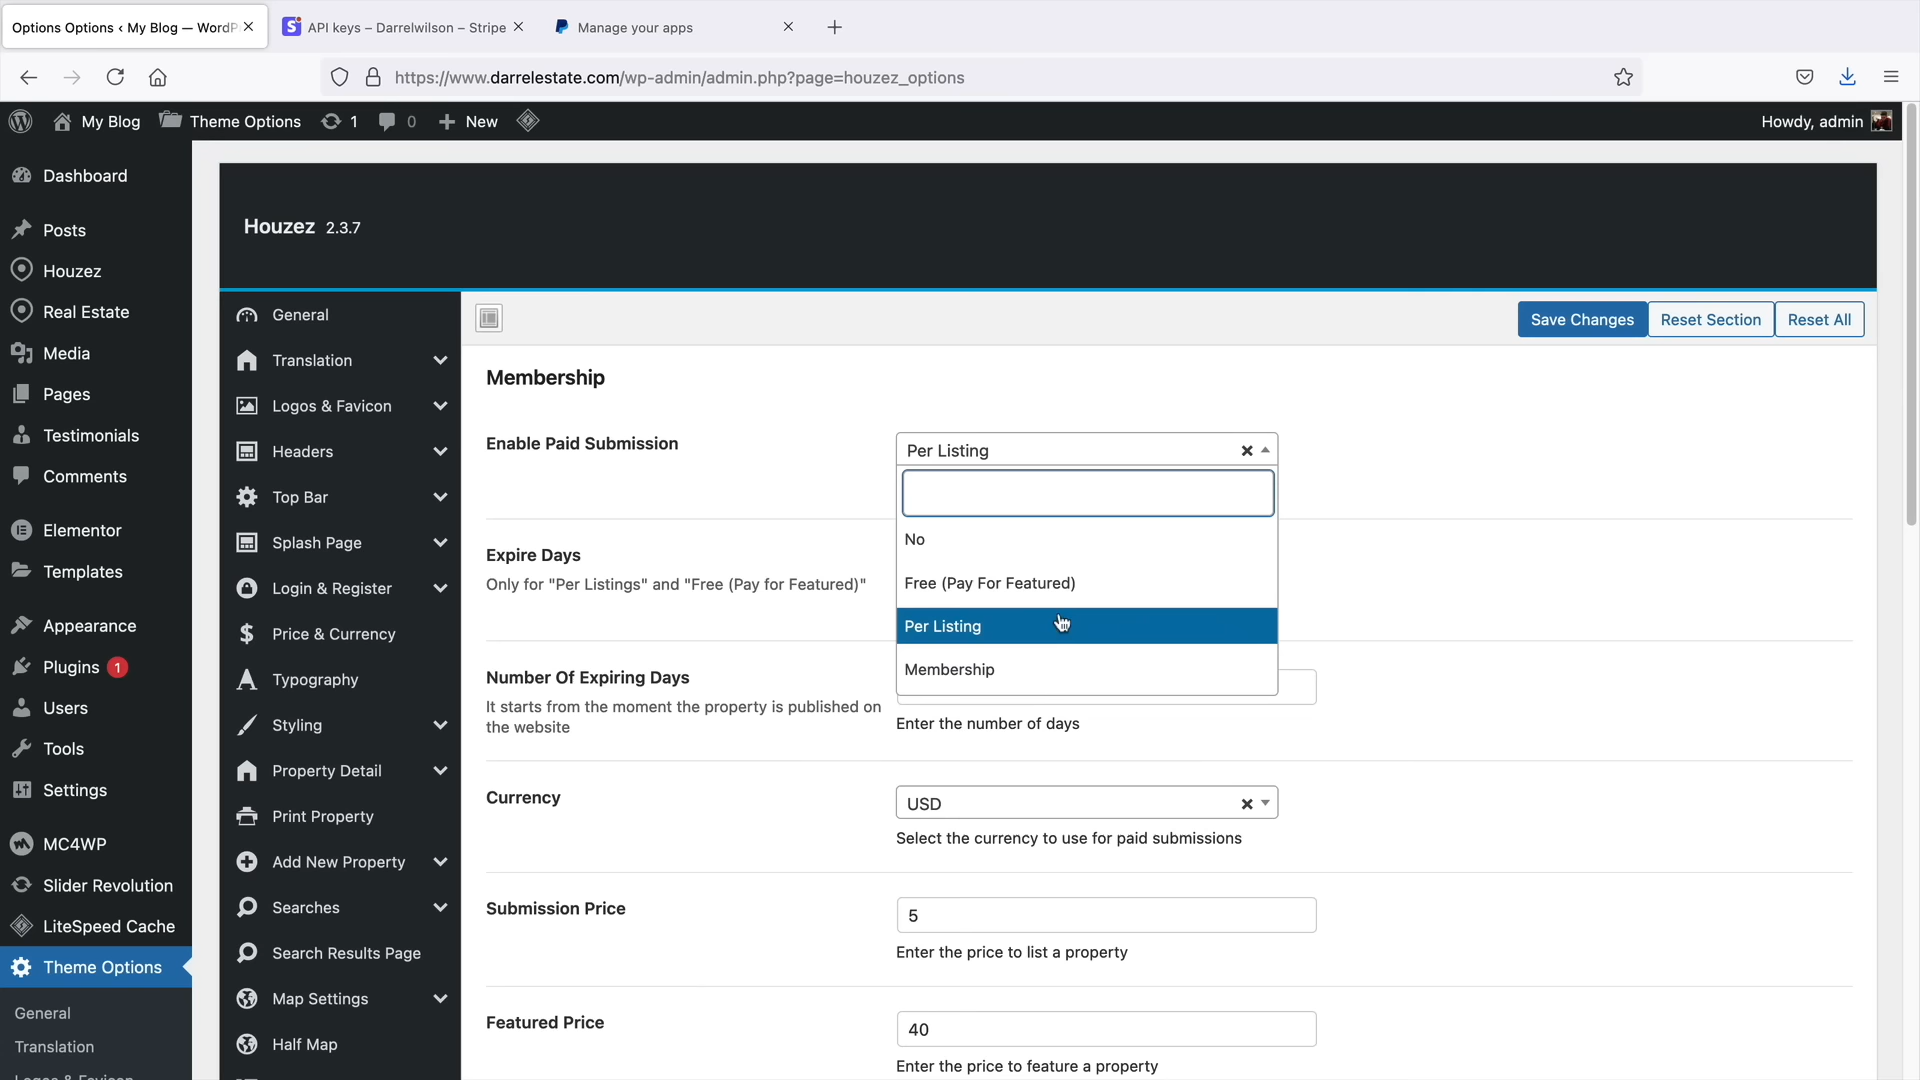 Options Options ‹ My Blog — WordP
API keys – Darrelwilson – Stripe
Manage your apps
https://www.darrelestate.com/wp-admin/admin.php?page=houzez_options
My Blog
Theme Options
1
0
New
Howdy, admin
Dashboard
Posts
Houzez
Real Estate
Media
Pages
Testimonials
Comments
Elementor
Templates
Appearance
Plugins 1
Users
Tools
Settings
MC4WP
Slider Revolution
LiteSpeed Cache
Theme Options
General
Translation
Logos & Favicon
Houzez 2.3.7
General
Translation
Logos & Favicon
Headers
Top Bar
Splash Page
Login & Register
Price & Currency
Typography
Styling
Property Detail
Print Property
Add New Property
Searches
Search Results Page
Map Settings
Half Map
Save Changes
Reset Section
Reset All
Membership
Enable Paid Submission
Per Listing
No
Free (Pay For Featured)
Per Listing
Membership
Expire Days
Only for "Per Listings" and "Free (Pay for Featured)"
Number Of Expiring Days
It starts from the moment the property is published on
the website
Enter the number of days
Currency
USD
Select the currency to use for paid submissions
Submission Price
5
Enter the price to list a property
Featured Price
40
Enter the price to feature a property